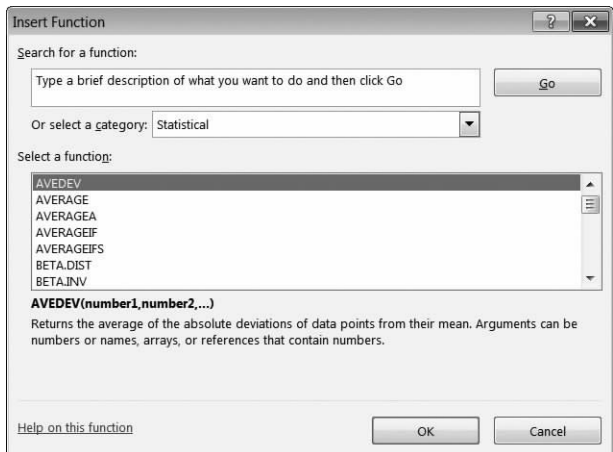 Insert Function
Search for a function:
Type a brief description of what you want to do and then click Go
Go
Or select a category: Statistical
Select a function:
AVEDEV
AVERAGE
AVERAGEA
AVERAGEIF
AVERAGEIFS
BETA.DIST
BETA.INV
AVEDEV(number1,number2,...)
Returns the average of the absolute deviations of data points from their mean. Arguments can be
numbers or names, arrays, or references that contain numbers.
Help on this function
OK
Cancel